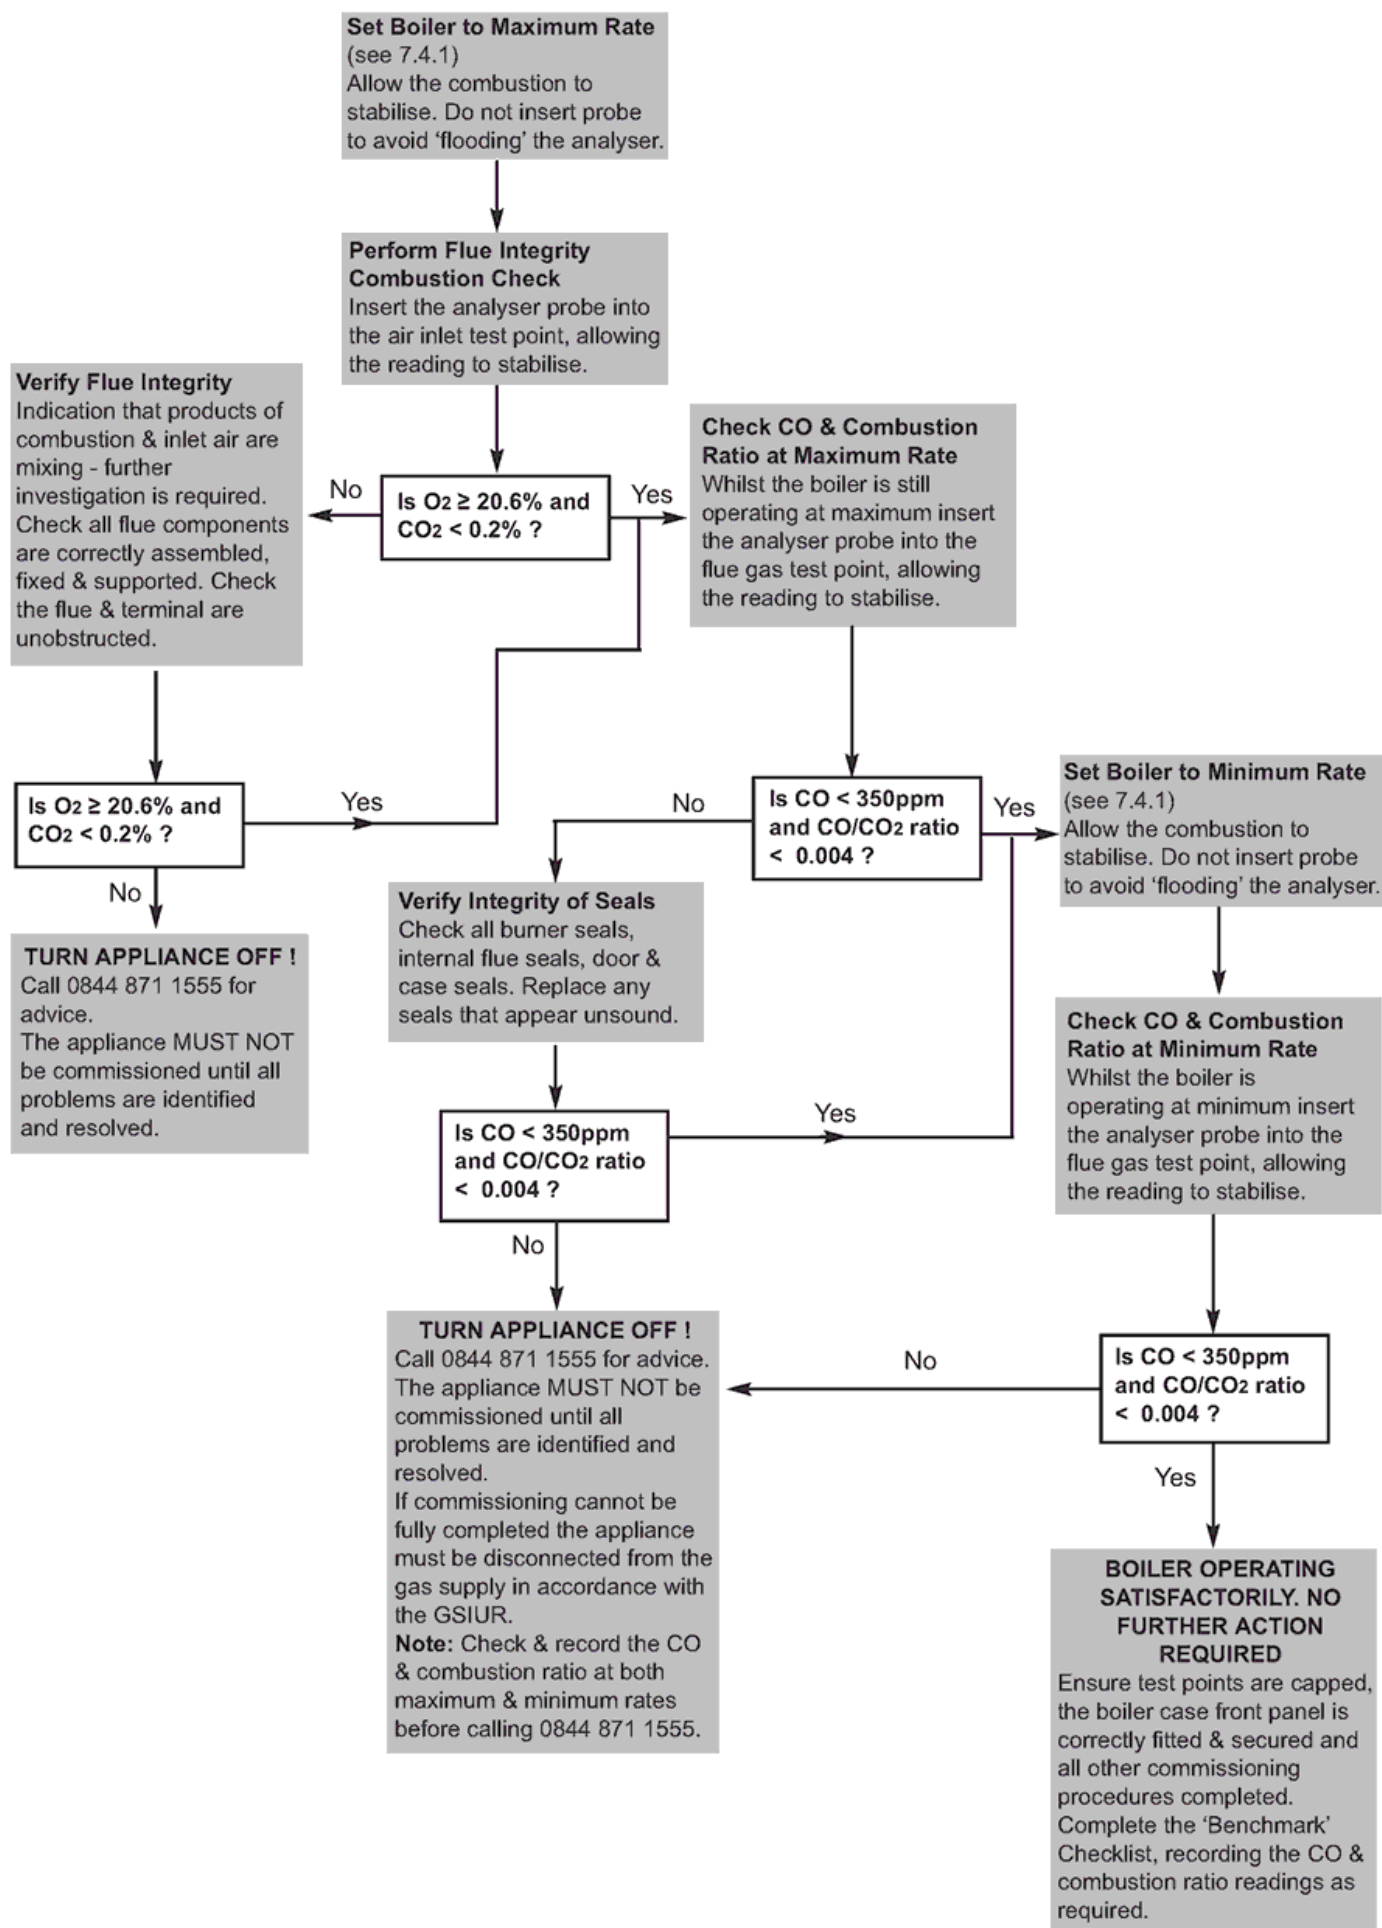 Set Boiler to Maximum Rate
(see 7.4.1)
Allow the combustion to
stabilise. Do not insert probe
to avoid ‘flooding’ the analyser.
Perform Flue Integrity
Combustion Check
Insert the analyser probe into
the air inlet test point, allowing
the reading to stabilise.
Verify Flue Integrity
Indication that products of
combustion & inlet air are
mixing - further
investigation is required.
Check all flue components
are correctly assembled,
fixed & supported. Check
the flue & terminal are
unobstructed.
No
Is O2 ≥ 20.6% and
CO2 < 0.2% ?
Yes
Check CO & Combustion
Ratio at Maximum Rate
Whilst the boiler is still
operating at maximum insert
the analyser probe into the
flue gas test point, allowing
the reading to stabilise.
Is O2 ≥ 20.6% and
CO2 < 0.2% ?
Yes
No
TURN APPLIANCE OFF !
Call 0844 871 1555 for
advice.
The appliance MUST NOT
be commissioned until all
problems are identified
and resolved.
No
Is CO < 350ppm
and CO/CO2 ratio
< 0.004 ?
Yes
Set Boiler to Minimum Rate
(see 7.4.1)
Allow the combustion to
stabilise. Do not insert probe
to avoid ‘flooding’ the analyser.
Verify Integrity of Seals
Check all burner seals,
internal flue seals, door &
case seals. Replace any
seals that appear unsound.
Is CO < 350ppm
and CO/CO2 ratio
< 0.004 ?
Yes
No
Check CO & Combustion
Ratio at Minimum Rate
Whilst the boiler is
operating at minimum insert
the analyser probe into the
flue gas test point, allowing
the reading to stabilise.
TURN APPLIANCE OFF !
Call 0844 871 1555 for advice.
The appliance MUST NOT be
commissioned until all
problems are identified and
resolved.
If commissioning cannot be
fully completed the appliance
must be disconnected from the
gas supply in accordance with
the GSIUR.
Note: Check & record the CO
& combustion ratio at both
maximum & minimum rates
before calling 0844 871 1555.
No
Is CO < 350ppm
and CO/CO2 ratio
< 0.004 ?
Yes
BOILER OPERATING
SATISFACTORILY. NO
FURTHER ACTION
REQUIRED
Ensure test points are capped,
the boiler case front panel is
correctly fitted & secured and
all other commissioning
procedures completed.
Complete the ‘Benchmark’
Checklist, recording the CO &
combustion ratio readings as
required.